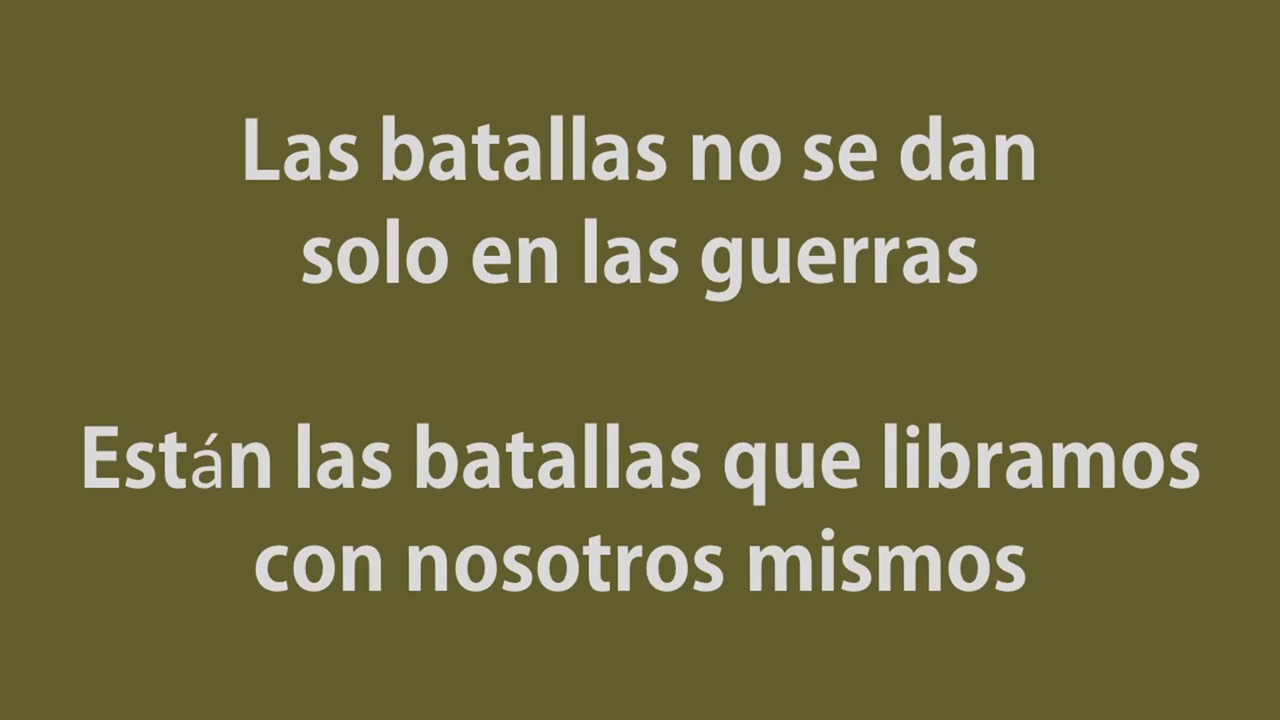 Las batallas no se dan
solo en las guerras
Están las batallas que libramos
con nosotros mismos